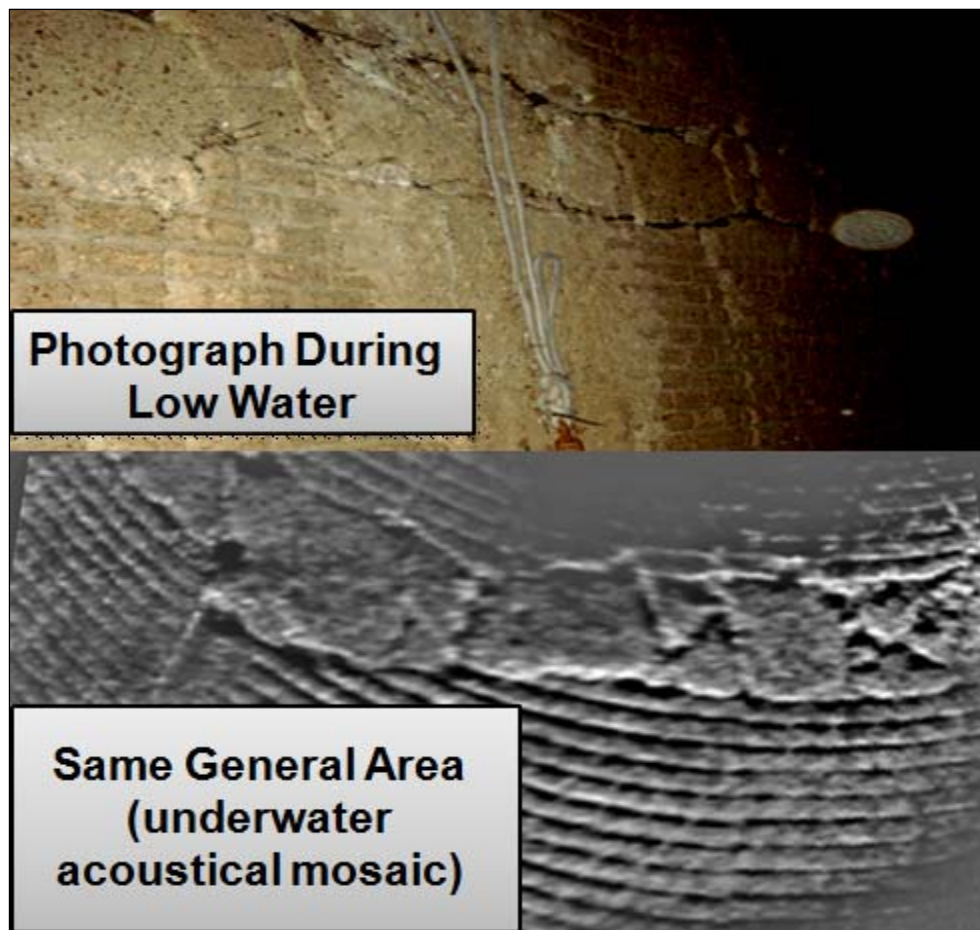 Photograph During
Low Water
Same General Area
(underwater
acoustical mosaic)